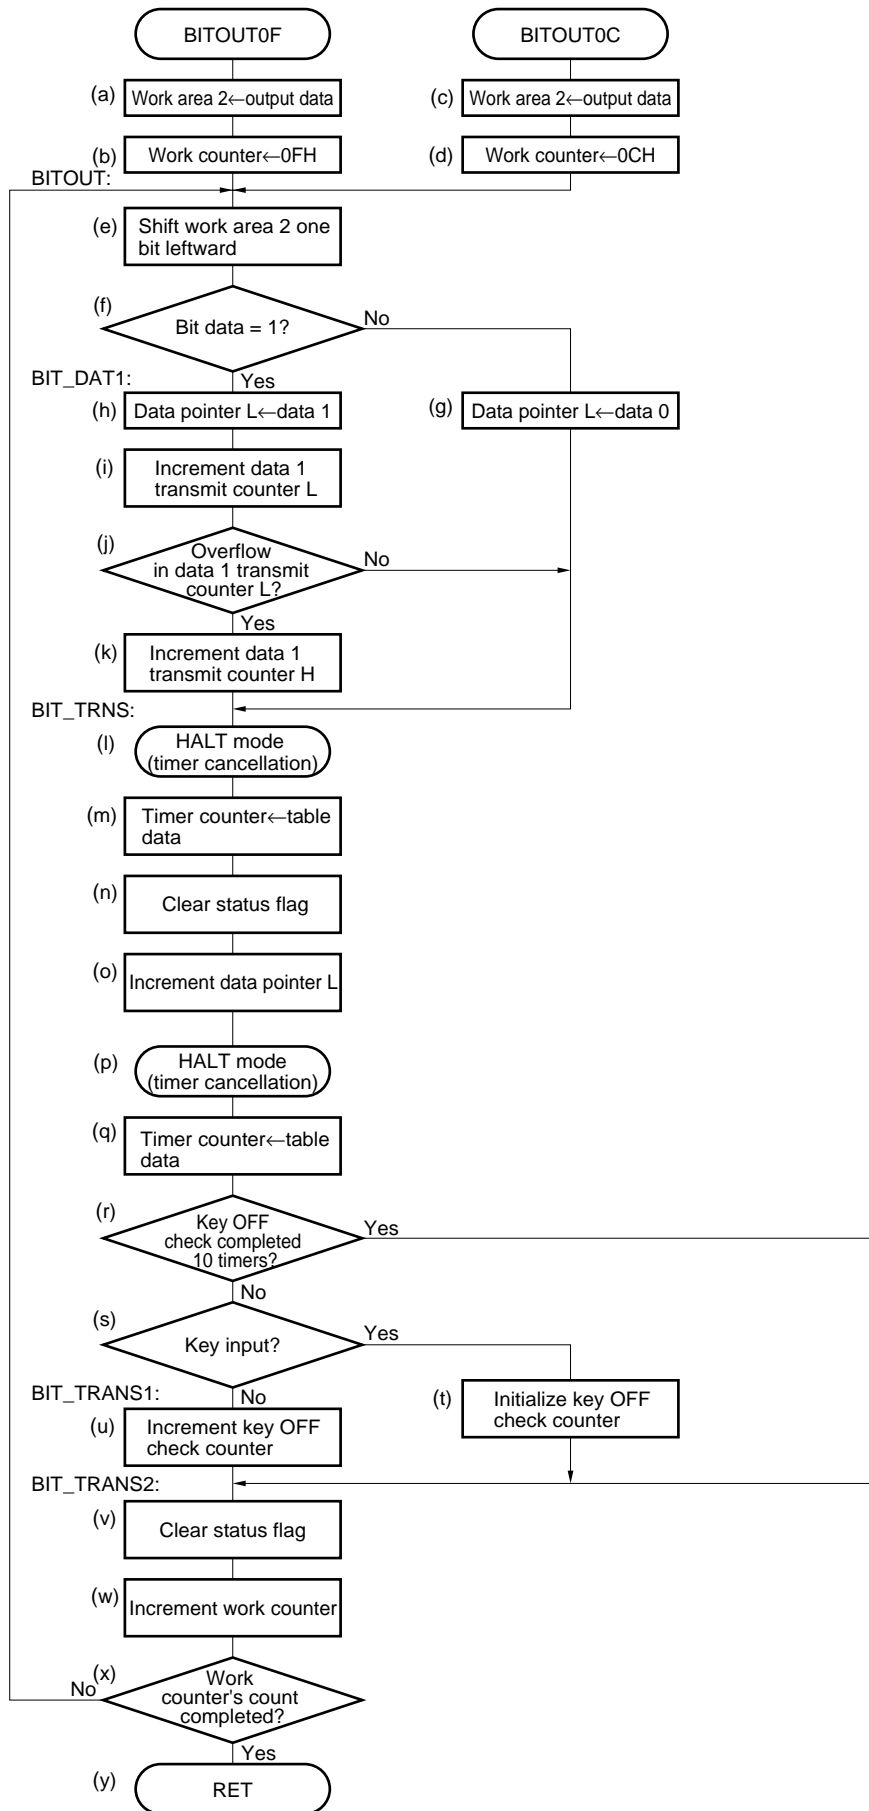 BITOUT0F
BITOUT0C
(a)
Work area 2←output data
(c)
Work area 2←output data
(b)
Work counter←0FH
(d)
Work counter←0CH
BITOUT:
(e)
Shift work area 2 one
bit leftward
(f)
Bit data = 1?
No
Yes
BIT_DAT1:
(h)
Data pointer L←data 1
(g)
Data pointer L←data 0
(i)
Increment data 1
transmit counter L
(j)
Overflow
in data 1 transmit
counter L?
No
Yes
(k)
Increment data 1
transmit counter H
BIT_TRNS:
(l)
HALT mode
(timer cancellation)
(m)
Timer counter←table
data
(n)
Clear status flag
(o)
Increment data pointer L
(p)
HALT mode
(timer cancellation)
(q)
Timer counter←table
data
(r)
Key OFF
check completed
10 timers?
Yes
No
(s)
Key input?
Yes
No
BIT_TRANS1:
(t)
Initialize key OFF
check counter
(u)
Increment key OFF
check counter
BIT_TRANS2:
(v)
Clear status flag
(w)
Increment work counter
(x)
Work
counter's count
completed?
No
Yes
(y)
RET